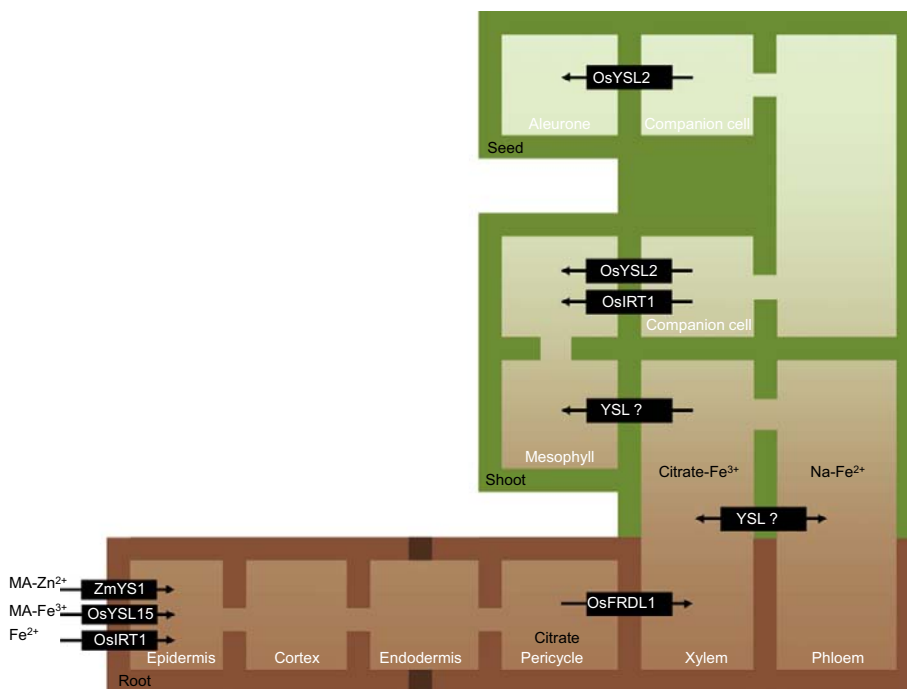 OsYSL2
Aleurone
Companion cell
Seed
OsYSL2
OsIRT1
Companion cell
YSL ?
Mesophyll
Citrate-Fe³⁺
Na-Fe²⁺
Shoot
YSL ?
MA-Zn²⁺
ZmYS1
MA-Fe³⁺
OsYSL15
OsFRDL1
Fe²⁺
OsIRT1
Citrate
Epidermis
Cortex
Endodermis
Pericycle
Xylem
Phloem
Root